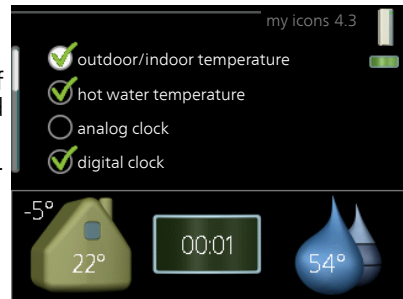 my icons 4.3
outdoor/indoor temperature
hot water temperature
analog clock
digital clock
-5°
22°
00:01
54°